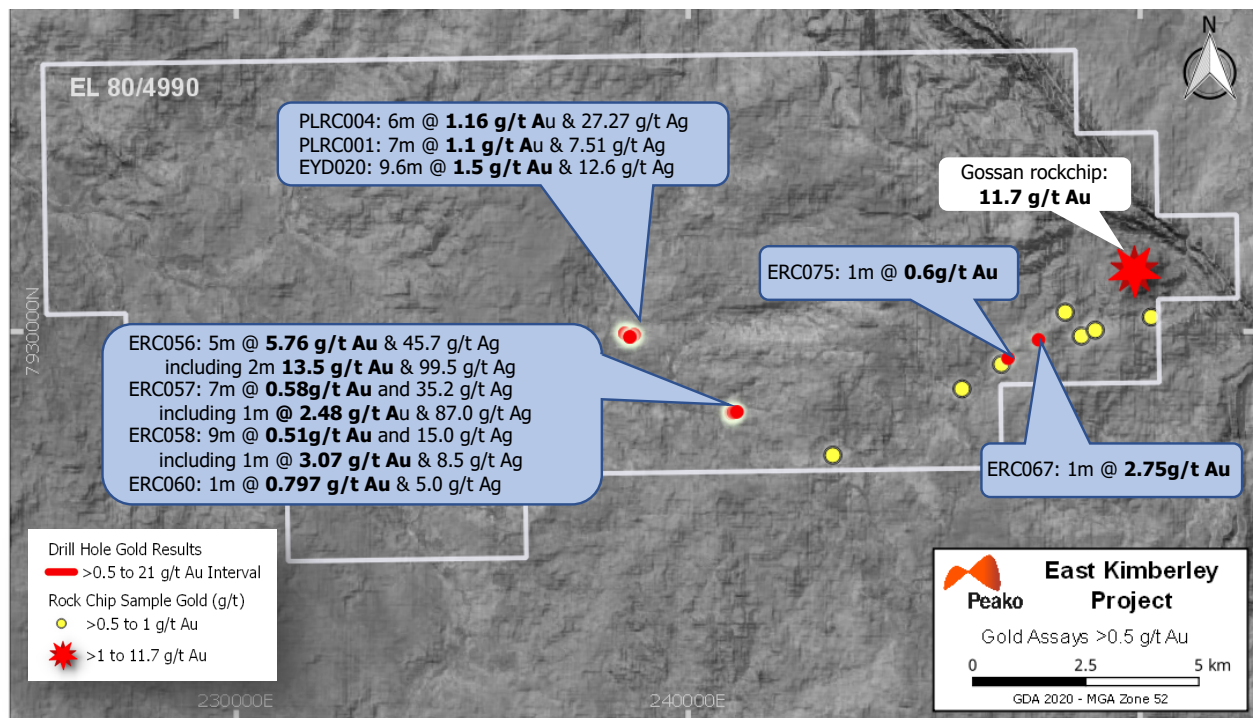 N
EL 80/4990
PLRC004: 6m @ 1.16 g/t Au & 27.27 g/t Ag
PLRC001: 7m @ 1.1 g/t Au & 7.51 g/t Ag
EYD020: 9.6m @ 1.5 g/t Au & 12.6 g/t Ag
Gossan rockchip:
11.7 g/t Au
ERC075: 1m @ 0.6g/t Au
7930000N
ERC056: 5m @ 5.76 g/t Au & 45.7 g/t Ag
including 2m 13.5 g/t Au & 99.5 g/t Ag
ERC057: 7m @ 0.58g/t Au and 35.2 g/t Ag
including 1m @ 2.48 g/t Au & 87.0 g/t Ag
ERC058: 9m @ 0.51g/t Au and 15.0 g/t Ag
including 1m @ 3.07 g/t Au & 8.5 g/t Ag
ERC060: 1m @ 0.797 g/t Au & 5.0 g/t Ag
ERC067: 1m @ 2.75g/t Au
Drill Hole Gold Results
>0.5 to 21 g/t Au Interval
Rock Chip Sample Gold (g/t)
>0.5 to 1 g/t Au
>1 to 11.7 g/t Au
230000E
240000E
Peako
East Kimberley
Project
Gold Assays >0.5 g/t Au
0 2.5 5 km
GDA 2020 - MGA Zone 52